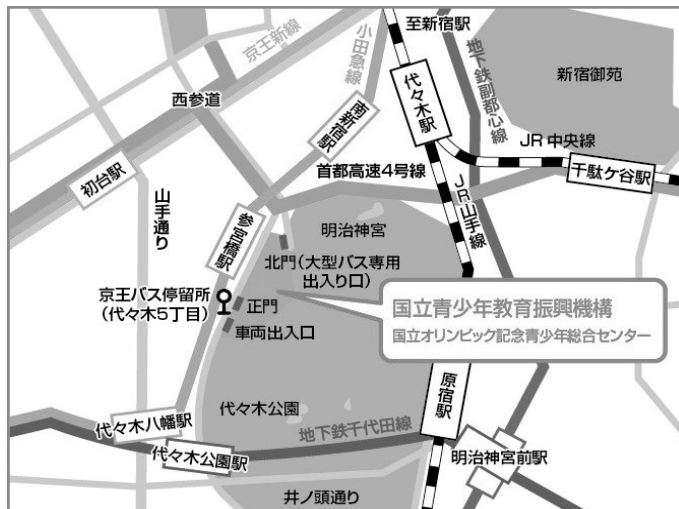 至新宿駅
京王新線
小田急線
地下鉄副都心線
新宿御苑
代々木駅
西参道
南新宿駅
JR中央線
首都高速4号線
千駄ケ谷駅
初台駅
山手通り
JR山手線
参宮橋駅
明治神宮
北門(大型バス専用
出入り口)
京王バス停留所
(代々木5丁目)
正門
車両出入口
国立青少年教育振興機構
国立オリンピック記念青少年総合センター
原宿駅
代々木公園
代々木八幡駅
地下鉄千代田線
代々木公園駅
明治神宮前駅
井ノ頭通り